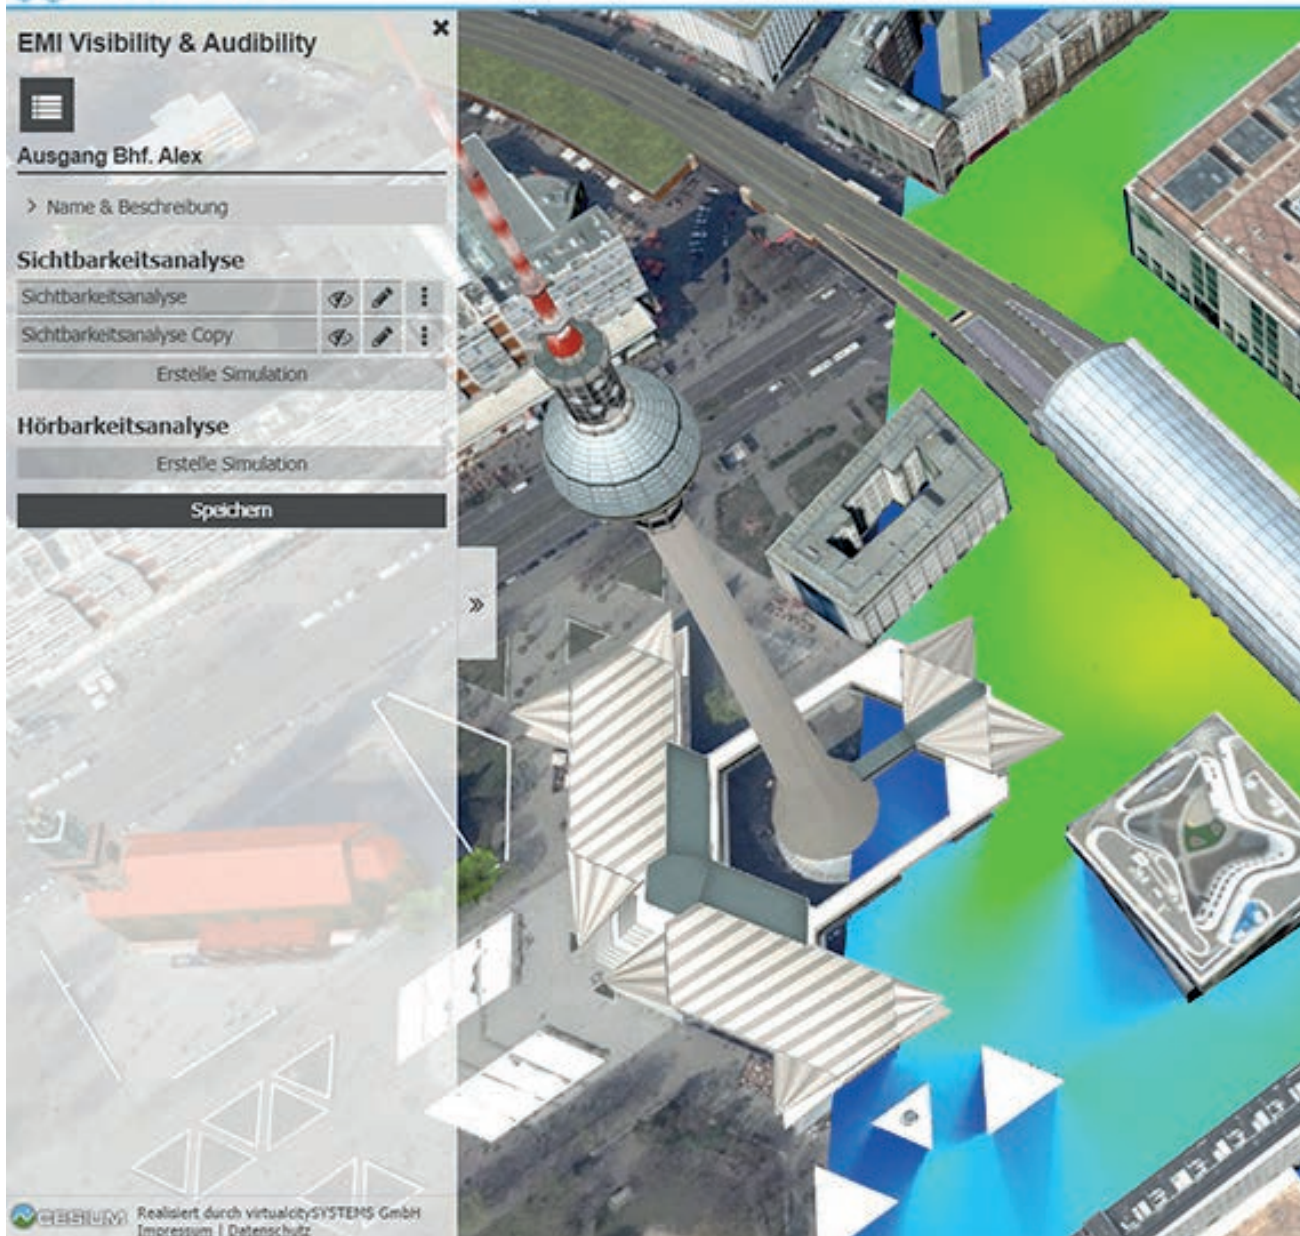 EMI Visibility & Audibility
Ausgang Bhf. Alex
Name & Beschreibung
Sichtbarkeitsanalyse
Sichtbarkeitsanalyse
Sichtbarkeitsanalyse Copy
Erstelle Simulation
Hörbarkeitsanalyse
Erstelle Simulation
Speichern
CESIUM
Realisiert durch virtualcitySYSTEMS GmbH
Impressum | Datenschutz